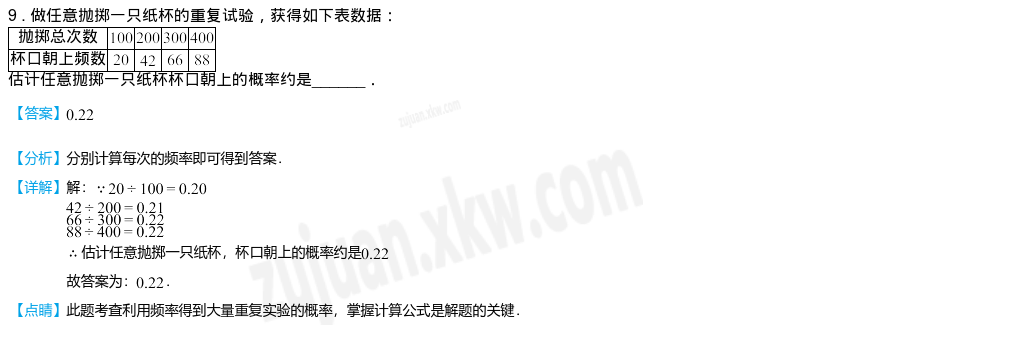 9．做任意抛掷一只纸杯的重复试验，获得如下表数据：
抛掷总次数 100 200 300 400
杯口朝上频数 20 42 66 88
估计任意抛掷一只纸杯杯口朝上的概率约是_______．
【答案】0.22
【分析】分别计算每次的频率即可得到答案．
【详解】解：∵20÷100=0.20
42÷200=0.21
66÷300=0.22
88÷400=0.22
∴估计任意抛掷一只纸杯，杯口朝上的概率约是0.22
故答案为：0.22．
【点睛】此题考查利用频率得到大量重复实验的概率，掌握计算公式是解题的关键．
zujuan.xkw.com
zujuan.xkw.com